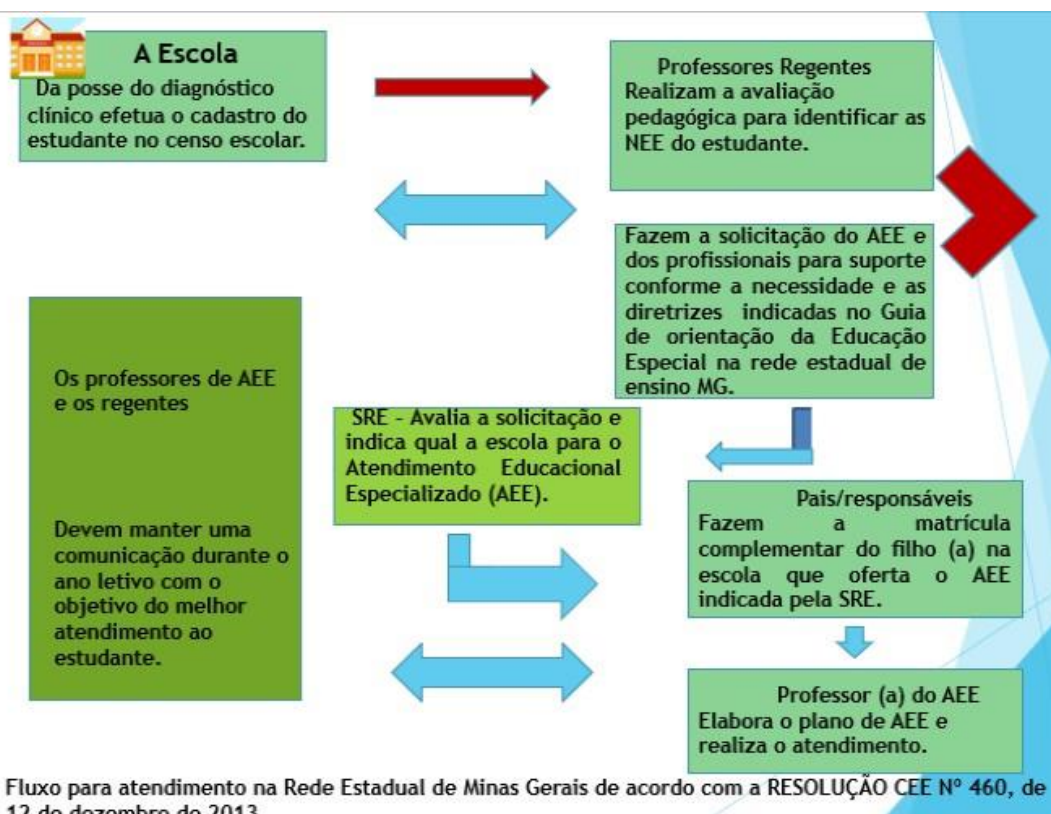 A Escola
Da posse do diagnóstico
clínico efetua o cadastro do
estudante no censo escolar.
Professores Regentes
Realizam a avaliação
pedagógica para identificar as
NEE do estudante.
Fazem a solicitação do AEE e
dos profissionais para suporte
conforme a necessidade e as
diretrizes indicadas no Guia
de orientação da Educação
Especial na rede estadual de
ensino MG.
Os professores de AEE
e os regentes
Devem manter uma
comunicação durante o
ano letivo com o
objetivo do melhor
atendimento ao
estudante.
SRE - Avalia a solicitação e
indica qual a escola para o
Atendimento Educacional
Especializado (AEE).
Pais/responsáveis
Fazem a matrícula
complementar do filho (a) na
escola que oferta o AEE
indicada pela SRE.
Professor (a) do AEE
Elabora o plano de AEE e
realiza o atendimento.
Fluxo para atendimento na Rede Estadual de Minas Gerais de acordo com a RESOLUÇÃO CEE Nº 460, de
12 de dezembro de 2013